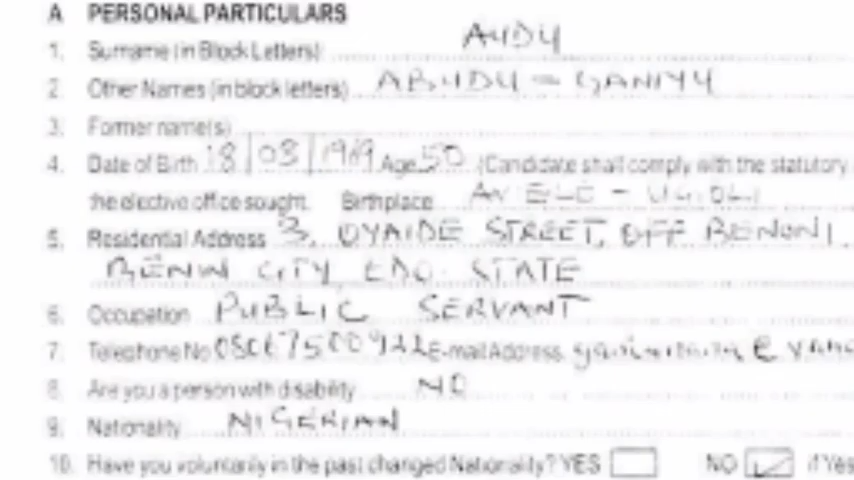 A PERSONAL PARTICULARS
1. Surname (in Block Letters) AUDU
2. Other Names (in block letters) ABUDU - GANIYU
3. Former name(s)
4. Date of Birth 18/03/1969 Age 50 (Candidate shall comply with the statutory
the elective office sought. Birthplace
5. Residential Address 3, OYAIDE STREET, OFF BENONI
BENIN CITY EDO STATE
6. Occupation PUBLIC SERVANT
7. Telephone No E-mail Address
8. Are you a person with disability NO
9. Nationality NIGERIAN
10. Have you voluntarily in the past changed Nationality? YES NO if Yes